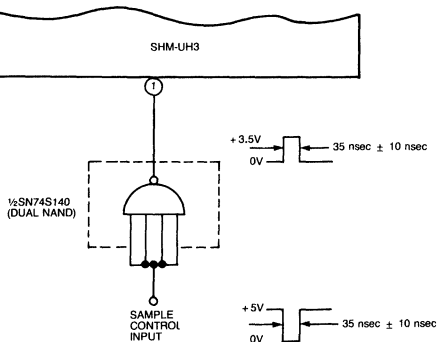 SHM-UH3
1
+3.5V
0V
35 nsec ± 10 nsec
½SN74S140
(DUAL NAND)
SAMPLE
CONTROL
INPUT
+5V
0V
35 nsec ± 10 nsec